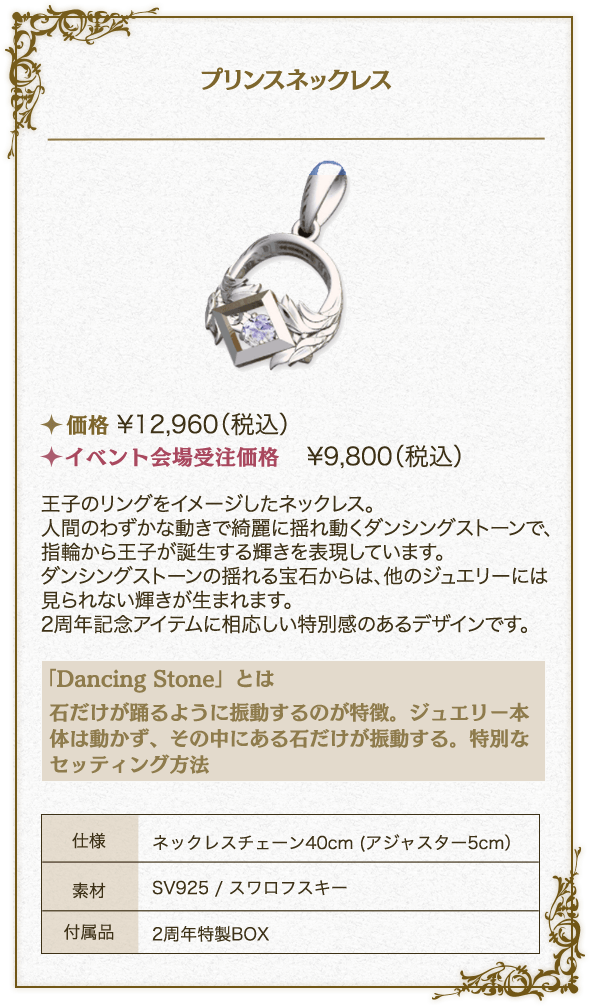 プリンスネックレス
価格 ¥12,960(税込)
イベント会場受注価格 ¥9,800(税込)
王子のリングをイメージしたネックレス。
人間のわずかな動きで綺麗に揺れ動くダンシングストーンで、
指輪から王子が誕生する輝きを表現しています。
ダンシングストーンの揺れる宝石からは、他のジュエリーには
見られない輝きが生まれます。
2周年記念アイテムに相応しい特別感のあるデザインです。
「Dancing Stone」とは
石だけが踊るように振動するのが特徴。ジュエリー本
体は動かず、その中にある石だけが振動する。特別な
セッティング方法
仕様 ネックレスチェーン40cm (アジャスター5cm)
素材 SV925 / スワロフスキー
付属品 2周年特製BOX